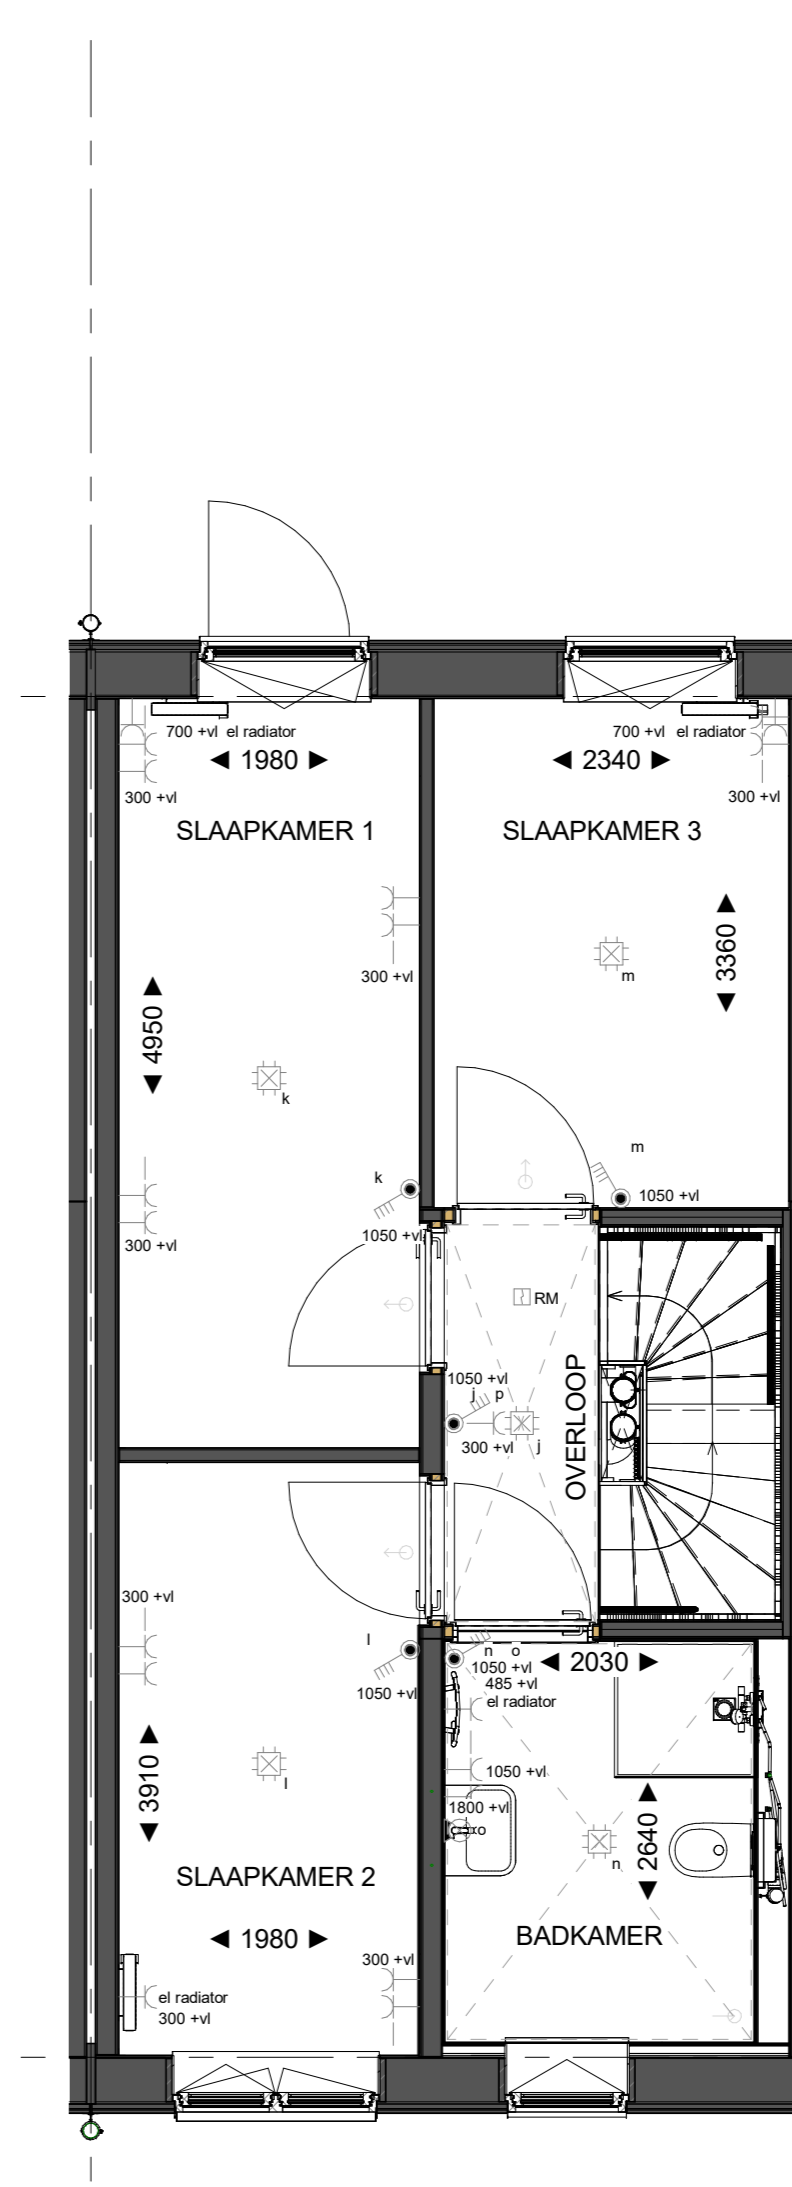 700 +vl el radiator
◄ 1980 ►
300 +vl
SLAAPKAMER 1
700 +vl el radiator
◄ 2340 ►
300 +vl
SLAAPKAMER 3
300 +vl
◄ 3360 ►
m
◄ 4950 ►
k
m
k
1050 +vl
1050 +vl
300 +vl
RM
1050 +vl
j p
300 +vl
j
OVERLOOP
300 +vl
l
1050 +vl
n o
1050 +vl
485 +vl
el radiator
◄ 2030 ►
1050 +vl
1800 +vl
o
◄ 3910 ►
l
◄ 2640 ►
n
SLAAPKAMER 2
BADKAMER
◄ 1980 ►
300 +vl
el radiator
300 +vl